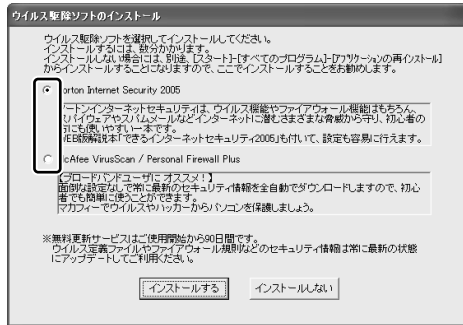 ウイルス駆除ソフトのインストール
ウイルス駆除ソフトを選択してインストールしてください。
インストールするには、数分かかります。
インストールしない場合には、別途、[スタート]-[すべてのプログラム]-[アプリケーションの再インストール]
からインストールすることになりますので、ここでインストールすることをお勧めします。
orton Internet Security 2005
ートンインターネットセキュリティは、ウイルス機能やファイアウォール機能はもちろん、
パイウェアやスパムメールなどインターネットに潜むさまざまな脅威から守り、初心者の
にも使いやすい一本です。
EB版解説本「できるインターネットセキュリティ2005」も付いて、設定も容易に行えます。
cAfee VirusScan / Personal Firewall Plus
【ブロードバンドユーザに オススメ！】
面倒な設定なしで常に最新のセキュリティ情報を全自動でダウンロードしますので、初心
者でも簡単に使うことができます。
マカフィーでウイルスやハッカーからパソコンを保護しましょう。
※無料更新サービスはご使用開始から90日間です。
ウイルス定義ファイルやファイアウォール規則などのセキュリティ情報は常に最新の状態
にアップデートしてご利用ください。
インストールする
インストールしない